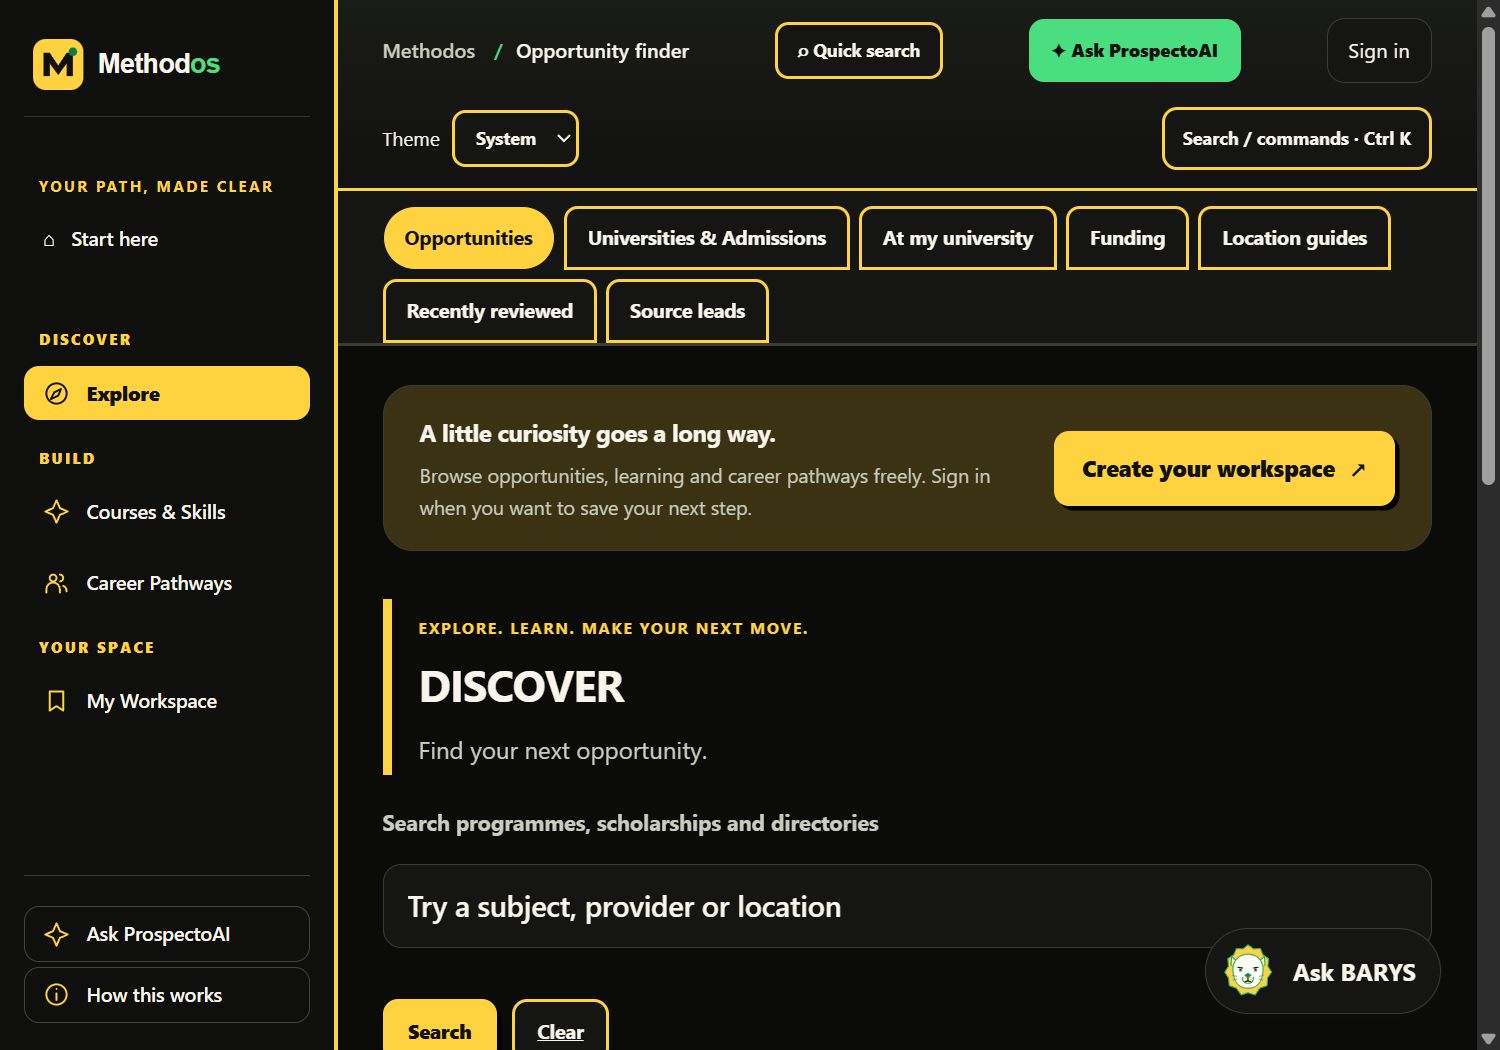 Methodos
YOUR PATH, MADE CLEAR
Start here
DISCOVER
Explore
BUILD
Courses & Skills
Career Pathways
YOUR SPACE
My Workspace
Ask ProspectoAI
How this works
Methodos / Opportunity finder
Quick search
Ask ProspectoAI
Sign in
Theme
System
Search / commands · Ctrl K
Opportunities
Universities & Admissions
At my university
Funding
Location guides
Recently reviewed
Source leads
A little curiosity goes a long way.
Browse opportunities, learning and career pathways freely. Sign in
when you want to save your next step.
Create your workspace ↗
EXPLORE. LEARN. MAKE YOUR NEXT MOVE.
DISCOVER
Find your next opportunity.
Search programmes, scholarships and directories
Try a subject, provider or location
Ask BARYS
Search
Clear